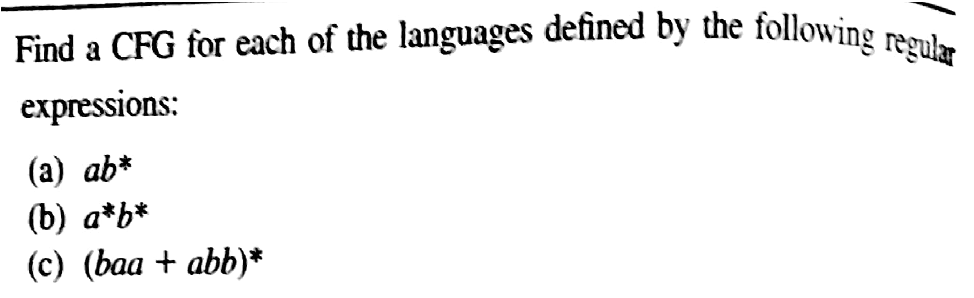 Find a CFG for each of the languages defined by the following regular
expressions:
(a) ab*
(b) a*b*
(c) (baa + abb)*